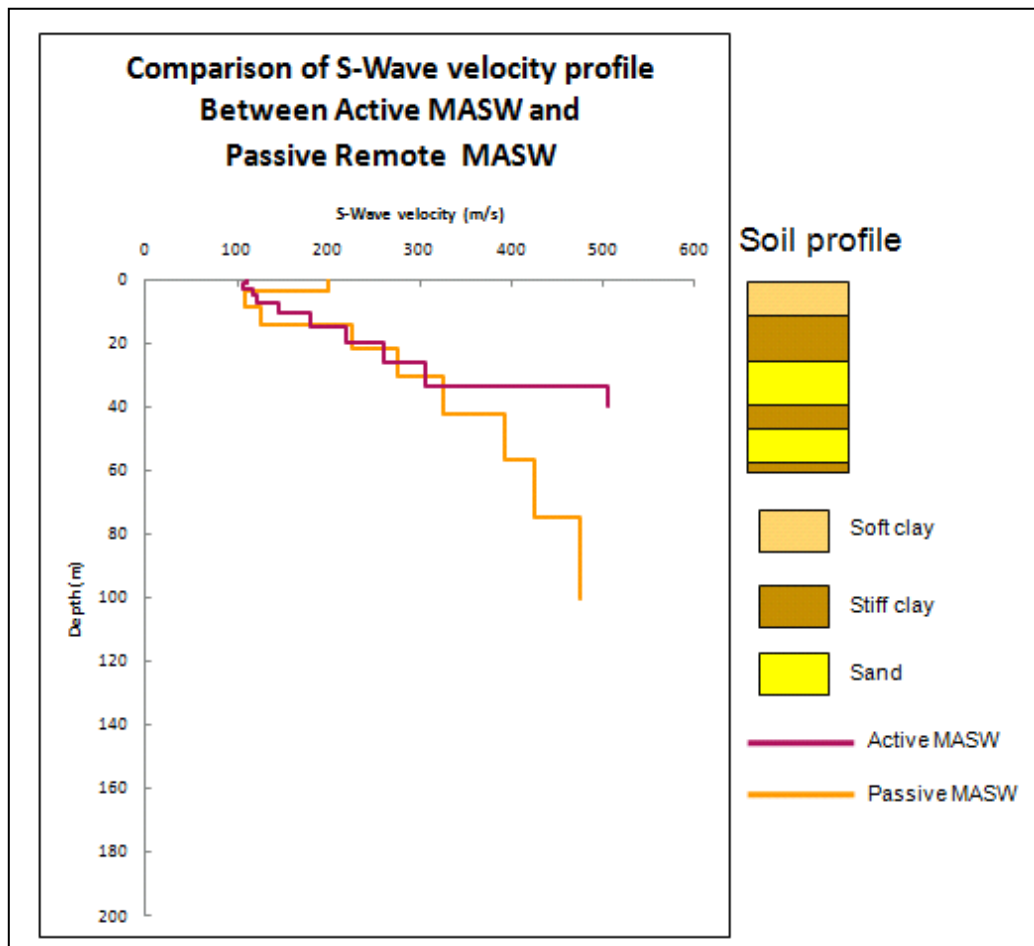 Comparison of S-Wave velocity profile
Between Active MASW and
Passive Remote MASW
S-Wave velocity (m/s)
0 100 200 300 400 500 600
0
20
40
60
80
100
120
140
160
180
200
Depth(m)
Soil profile
Soft clay
Stiff clay
Sand
Active MASW
Passive MASW